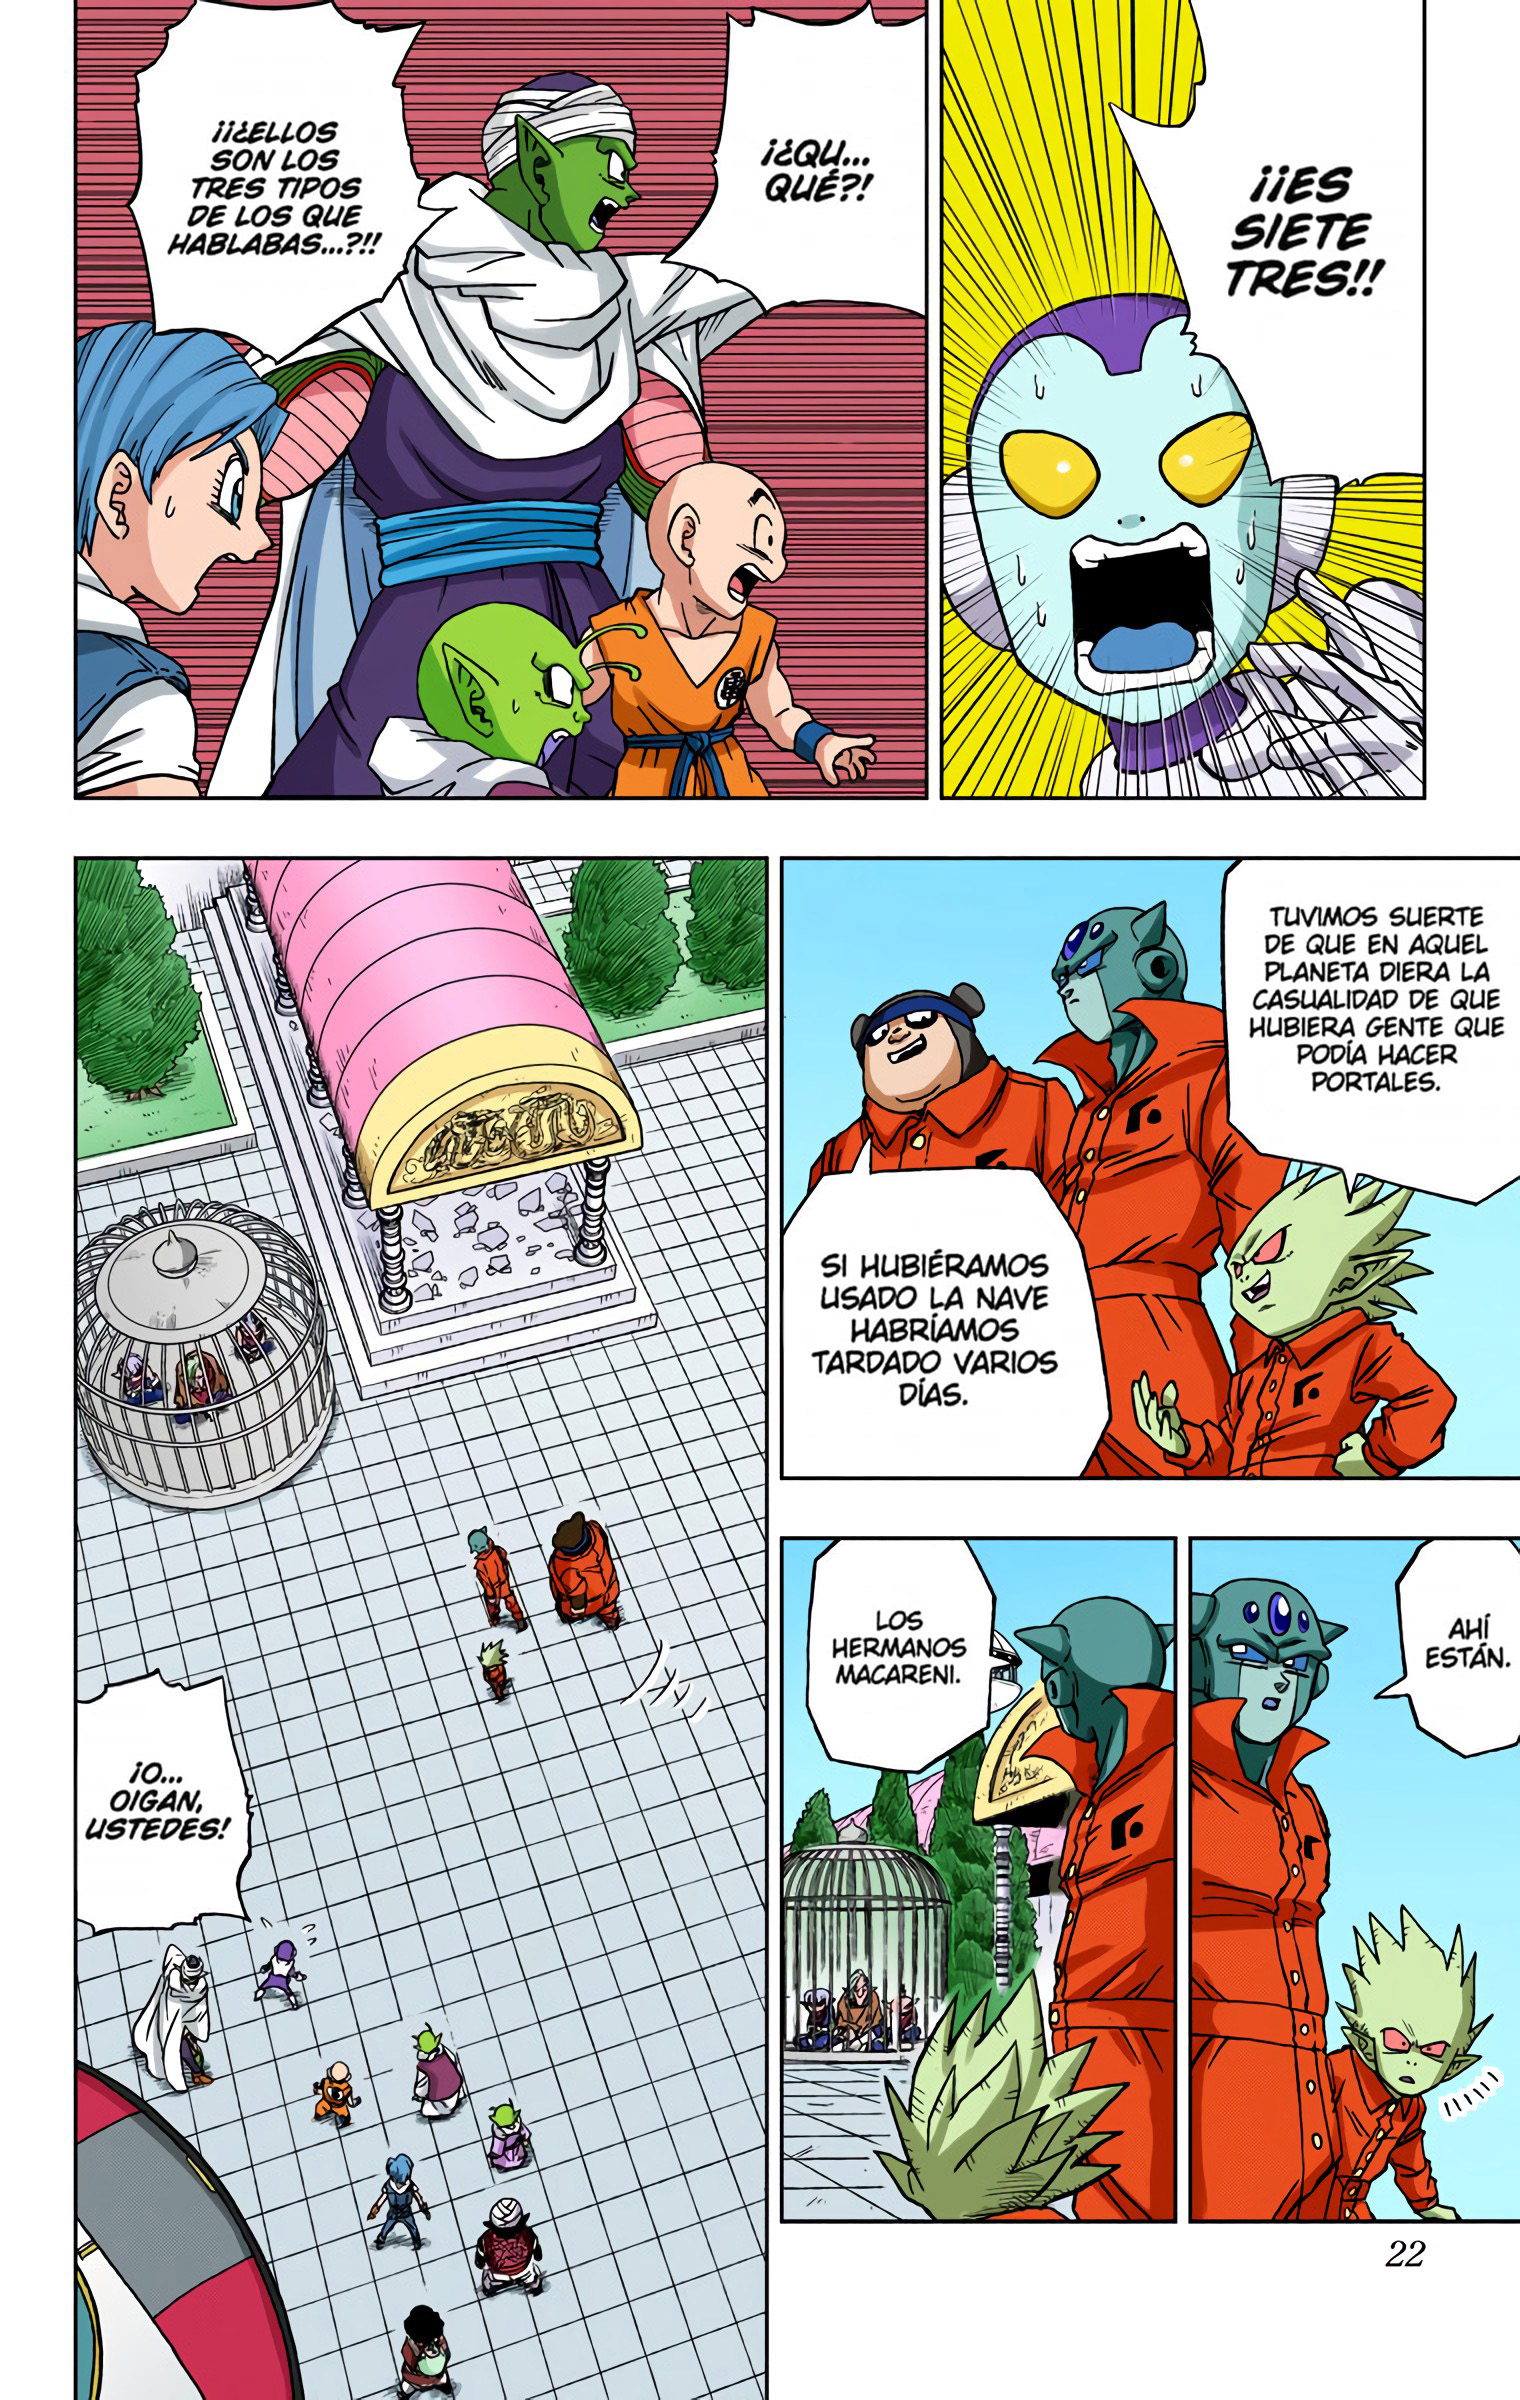 ¡¡ES
SIETE
TRES!!
¡¿QU...
QUÉ?!
¡¡¿ELLOS
SON LOS
TRES TIPOS
DE LOS QUE
HABLABAS...?!!
TUVIMOS SUERTE
DE QUE EN AQUEL
PLANETA DIERA LA
CASUALIDAD DE QUE
HUBIERA GENTE QUE
PODÍA HACER
PORTALES.
SI HUBIÉRAMOS
USADO LA NAVE
HABRÍAMOS
TARDADO VARIOS
DÍAS.
AHÍ
ESTÁN.
LOS
HERMANOS
MACARENI.
¡O...
OIGAN,
USTEDES!
22